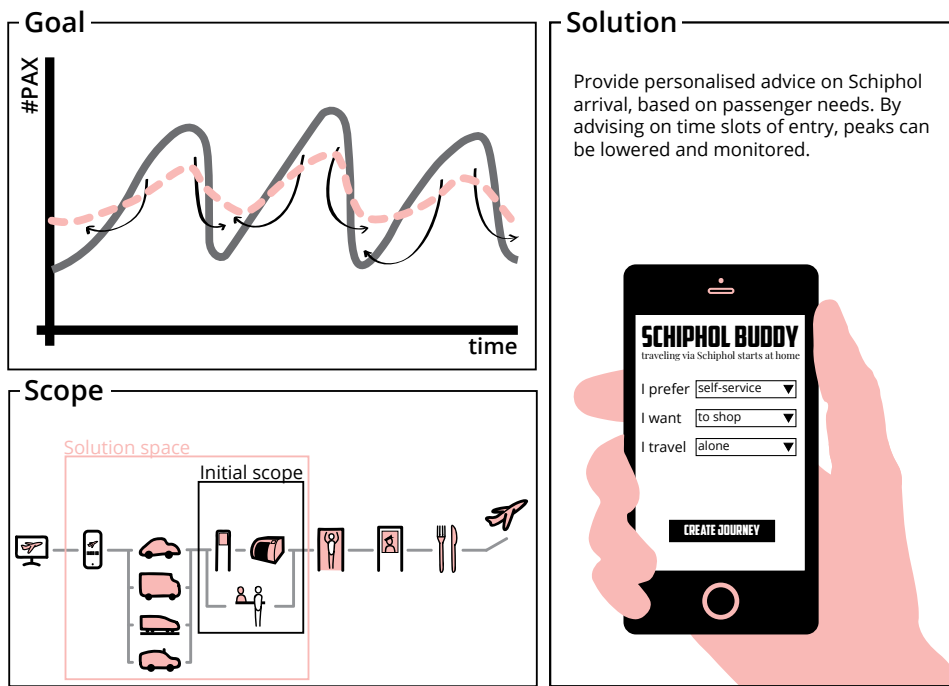 Goal
#PAX
time
Scope
Solution space
Initial scope
Solution
Provide personalised advice on Schiphol
arrival, based on passenger needs. By
advising on time slots of entry, peaks can
be lowered and monitored.
SCHIPHOL BUDDY
traveling via Schiphol starts at home
I prefer self-service
I want to shop
I travel alone
CREATE JOURNEY